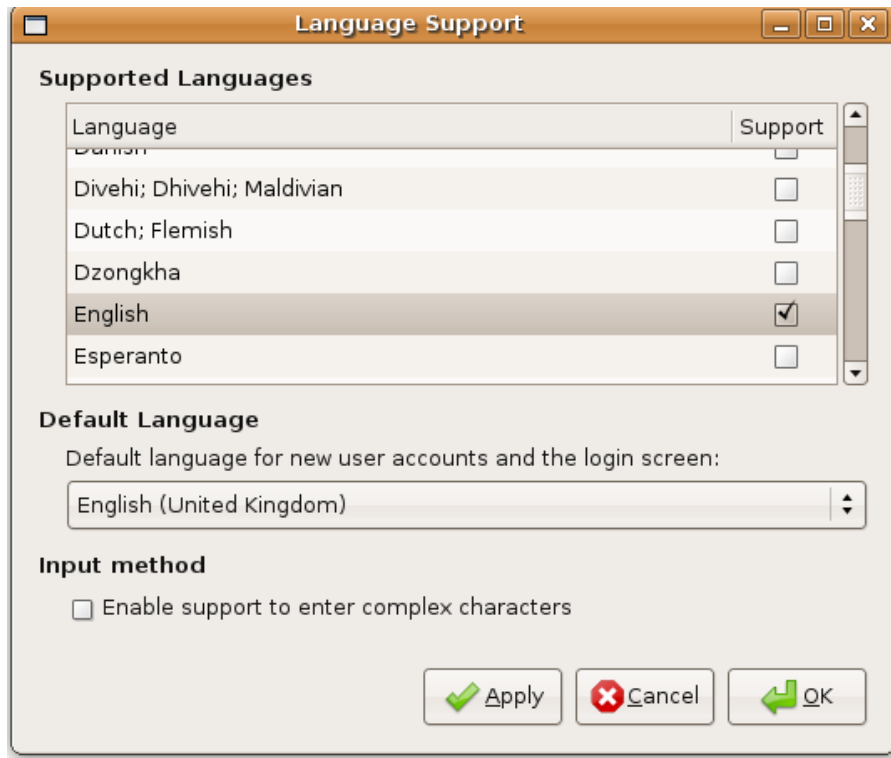 Language Support
Supported Languages
Language Support
Danish
Divehi; Dhivehi; Maldivian
Dutch; Flemish
Dzongkha
English
Esperanto
Default Language
Default language for new user accounts and the login screen:
English (United Kingdom)
Input method
Enable support to enter complex characters
Apply Cancel OK